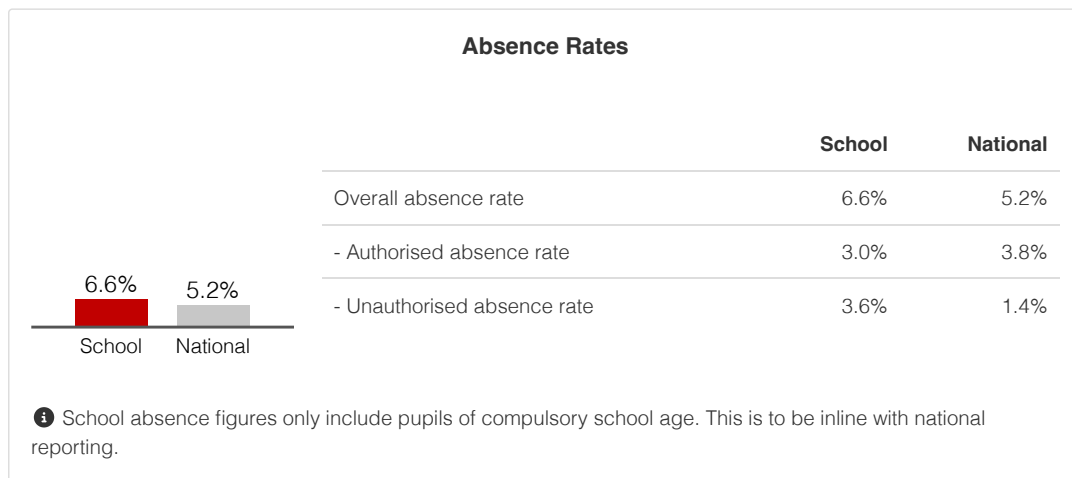 Absence Rates
School National
Overall absence rate 6.6% 5.2%
- Authorised absence rate 3.0% 3.8%
- Unauthorised absence rate 3.6% 1.4%
6.6% 5.2%
School National
School absence figures only include pupils of compulsory school age. This is to be inline with national
reporting.